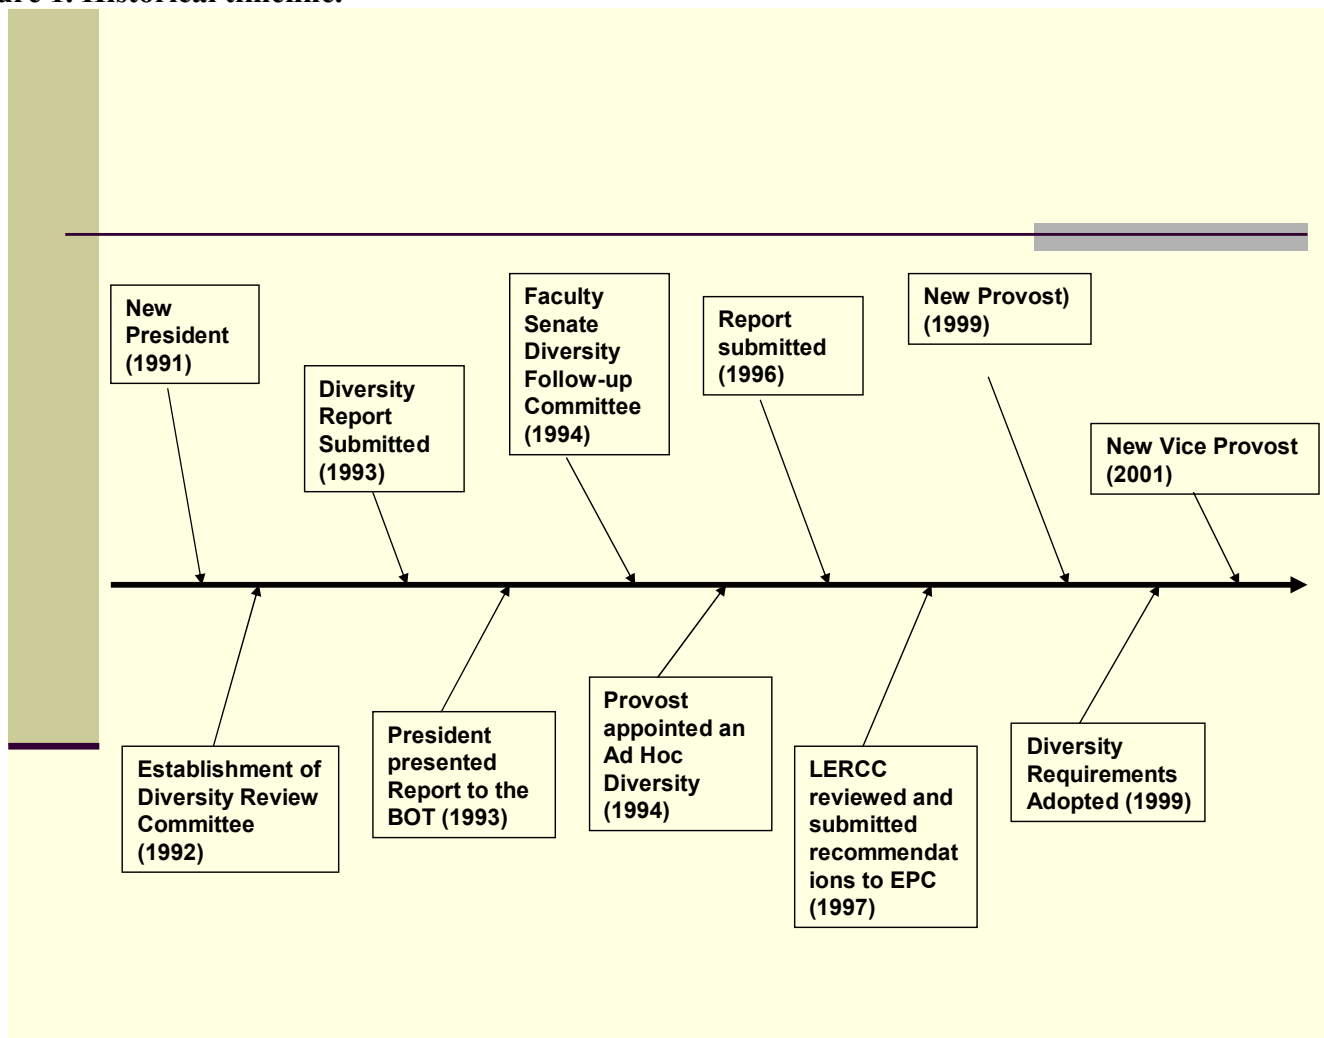 Historical timeline.
New
President
(1991)
Diversity
Report
Submitted
(1993)
Faculty
Senate
Diversity
Follow-up
Committee
(1994)
Report
submitted
(1996)
New Provost)
(1999)
New Vice Provost
(2001)
Establishment of
Diversity Review
Committee
(1992)
President
presented
Report to the
BOT (1993)
Provost
appointed an
Ad Hoc
Diversity
(1994)
LERCC
reviewed and
submitted
recommendat
ions to EPC
(1997)
Diversity
Requirements
Adopted (1999)